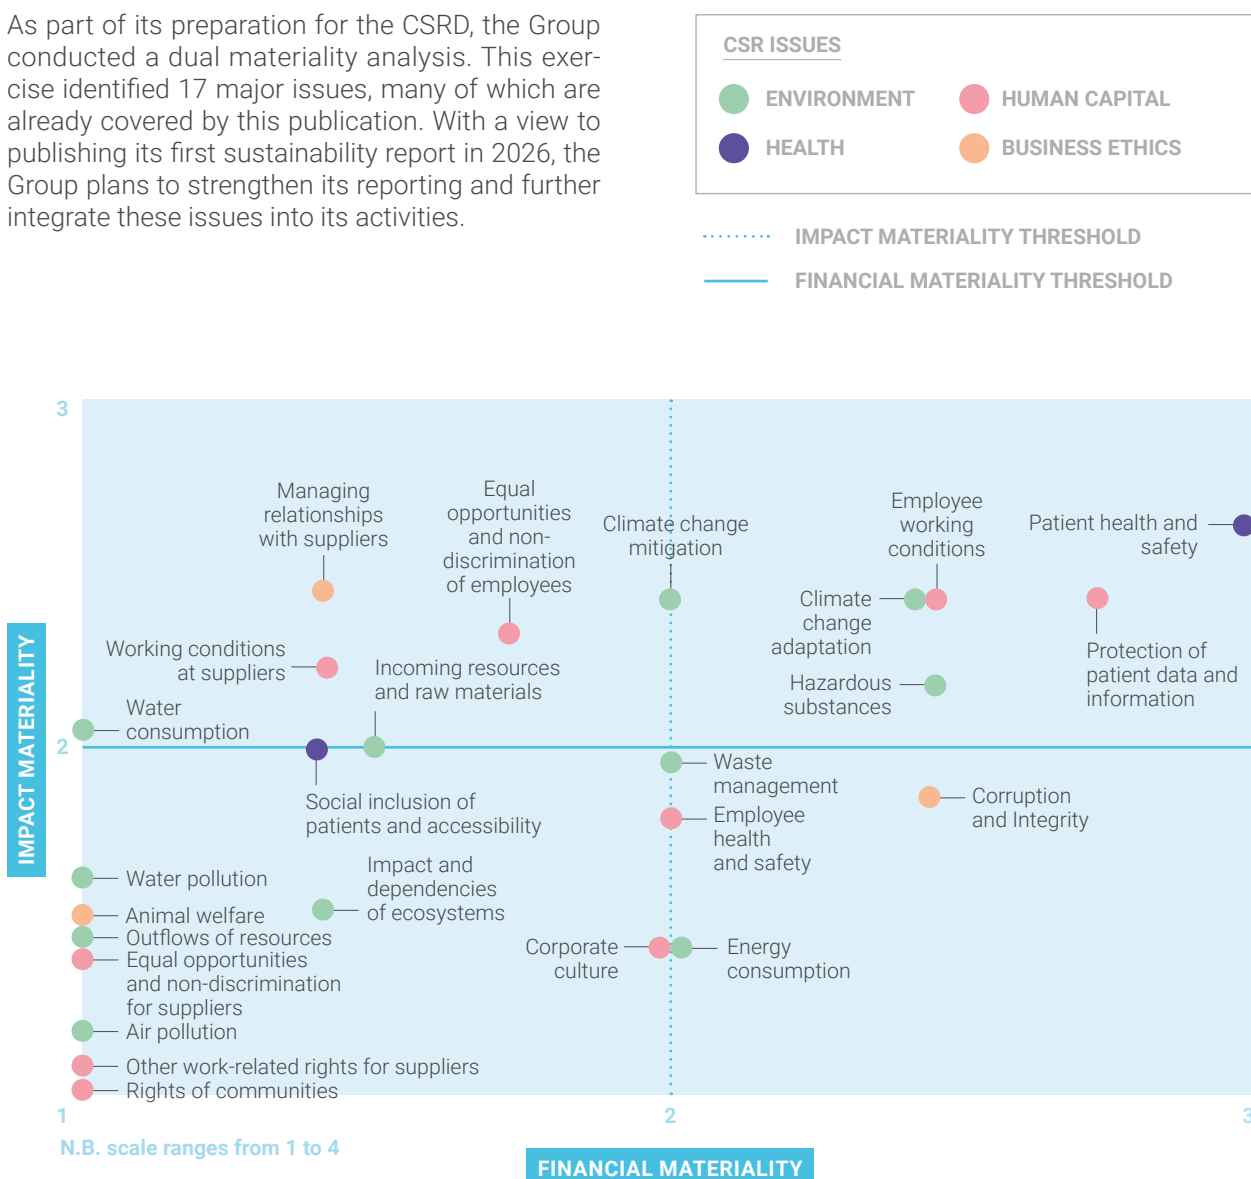 As part of its preparation for the CSRD, the Group
conducted a dual materiality analysis. This exer-
cise identified 17 major issues, many of which are
already covered by this publication. With a view to
publishing its first sustainability report in 2026, the
Group plans to strengthen its reporting and further
integrate these issues into its activities.
CSR ISSUES
ENVIRONMENT
HUMAN CAPITAL
HEALTH
BUSINESS ETHICS
IMPACT MATERIALITY THRESHOLD
FINANCIAL MATERIALITY THRESHOLD
3
Managing
relationships
with suppliers
Equal
opportunities
and non-
discrimination
of employees
Climate change
mitigation
Employee
working
conditions
Patient health and
safety
Climate
change
adaptation
Working conditions
at suppliers
Incoming resources
and raw materials
Protection of
patient data and
information
Hazardous
substances
Water
consumption
IMPACT MATERIALITY
2
Social inclusion of
patients and accessibility
Waste
management
Employee
health
and safety
Corruption
and Integrity
Water pollution
Impact and
dependencies
of ecosystems
Animal welfare
Outflows of resources
Equal opportunities
and non-discrimination
for suppliers
Corporate
culture
Energy
consumption
Air pollution
Other work-related rights for suppliers
Rights of communities
1
2
3
N.B. scale ranges from 1 to 4
FINANCIAL MATERIALITY